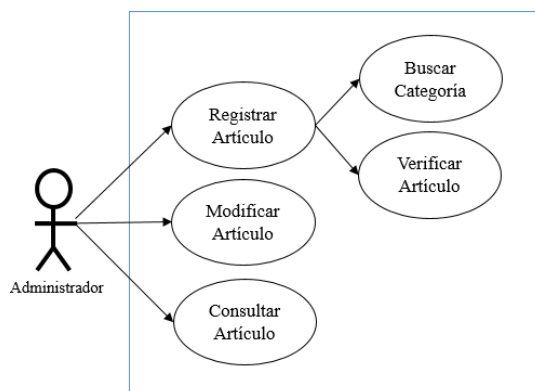 Buscar
Categoría
Registrar
Artículo
Verificar
Artículo
Modificar
Artículo
Administrador
Consultar
Artículo